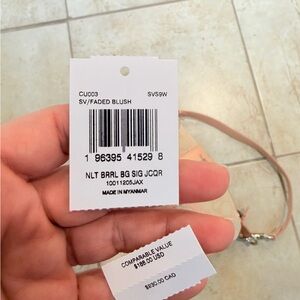 CU003 SVS9W
SV/FADED BLUSH
1 96395 41529 8
NLT BRRL BG SIG JCQR
10011205JAX
MADE IN MYANMAR
COMPARABLE VALUE
$168.00 USD
$230.00 CAD